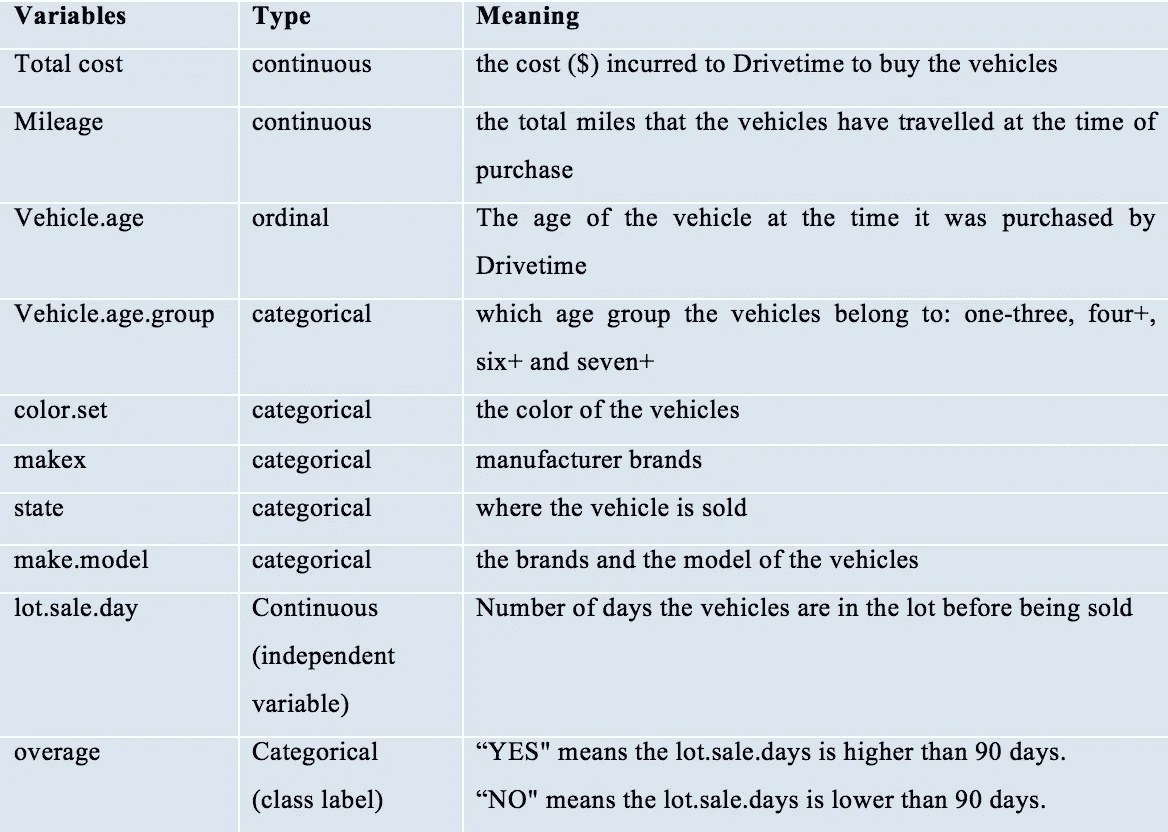 Variables Type Meaning
Total cost continuous the cost ($) incurred to Drivetime to buy the vehicles
Mileage continuous the total miles that the vehicles have travelled at the time of
purchase
Vehicle.age ordinal The age of the vehicle at the time it was purchased by
Drivetime
Vehicle.age.group categorical which age group the vehicles belong to: one-three, four+,
six+ and seven+
color.set categorical the color of the vehicles
makex categorical manufacturer brands
state categorical where the vehicle is sold
make.model categorical the brands and the model of the vehicles
lot.sale.day Continuous Number of days the vehicles are in the lot before being sold
(independent
variable)
overage Categorical “YES" means the lot.sale.days is higher than 90 days.
(class label) “NO" means the lot.sale.days is lower than 90 days.